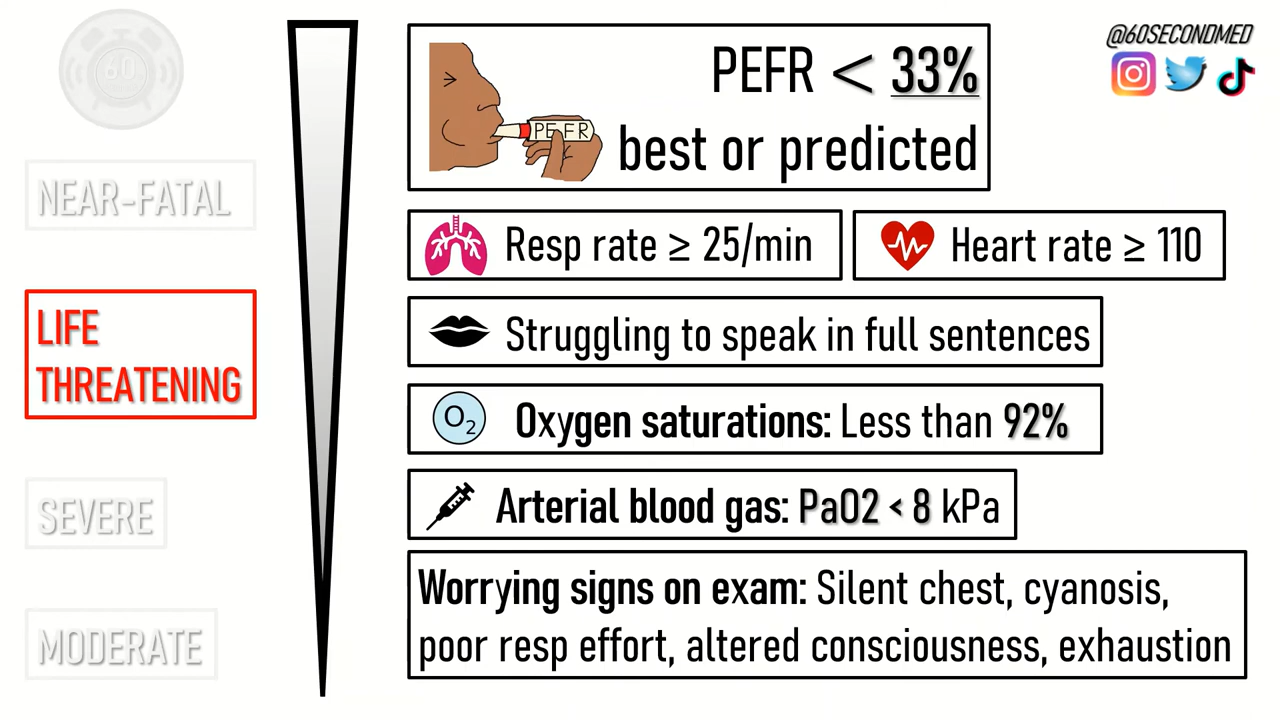 60
NEAR-FATAL
LIFE
THREATENING
SEVERE
MODERATE
@60SECONDMED
PEFR < 33%
best or predicted
PEFR
Resp rate ≥ 25/min
Heart rate ≥ 110
Struggling to speak in full sentences
O₂ Oxygen saturations: Less than 92%
Arterial blood gas: PaO2 < 8 kPa
Worrying signs on exam: Silent chest, cyanosis,
poor resp effort, altered consciousness, exhaustion